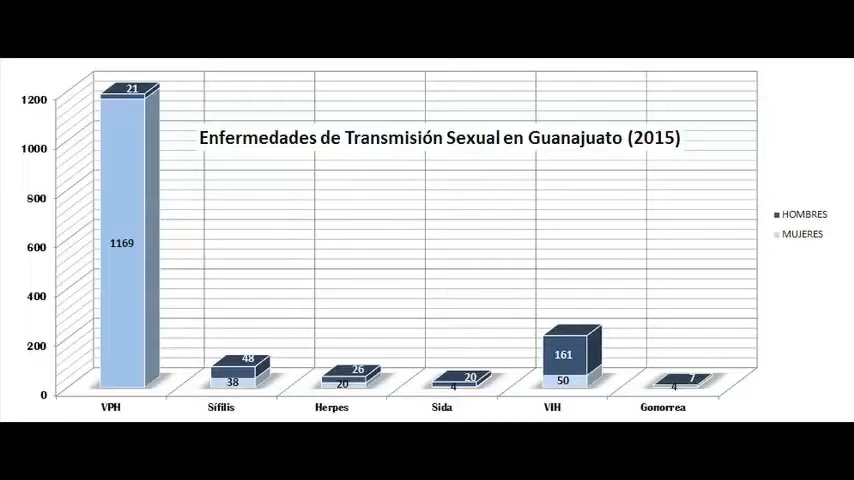 Enfermedades de Transmisión Sexual en Guanajuato (2015)
1200
1000
800
600
400
200
0
21
1169
48
38
26
20
20
4
161
50
7
4
VPH
Sífilis
Herpes
Sida
VIH
Gonorrea
HOMBRES
MUJERES